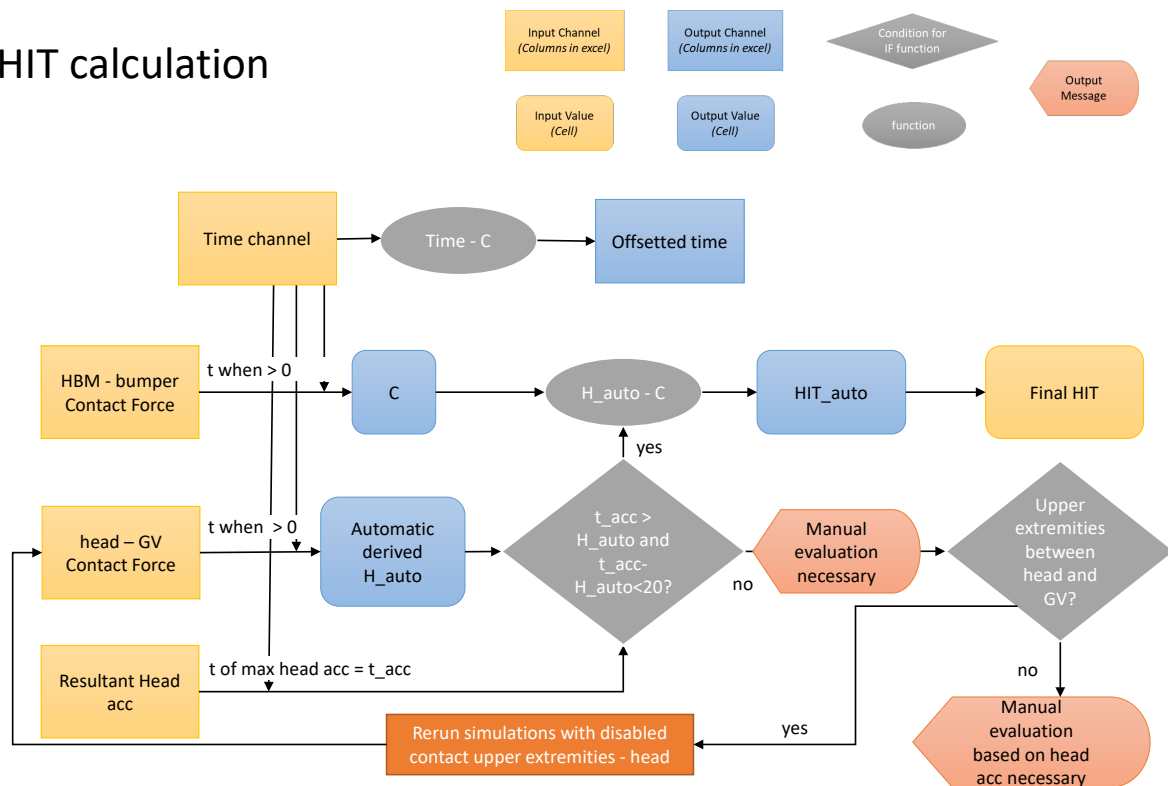 HIT calculation
Input Channel
(Columns in excel)
Output Channel
(Columns in excel)
Condition for
IF function
Output
Message
Input Value
(Cell)
Output Value
(Cell)
function
Time channel
Time - C
Offsetted time
HBM - bumper
Contact Force
t when > 0
C
H_auto - C
HIT_auto
Final HIT
yes
head – GV
Contact Force
t when  > 0
Automatic
derived
H_auto
t_acc >
H_auto and
t_acc-
H_auto<20?
no
Manual
evaluation
necessary
Upper
extremities
between
head and
GV?
Resultant Head
acc
t of max head acc = t_acc
no
yes
Rerun simulations with disabled
contact upper extremities - head
Manual
evaluation
based on head
acc necessary